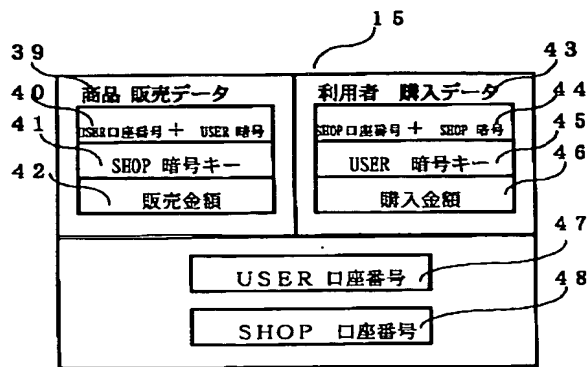 １５
３９
４３
商品 販売データ
利用者 購入データ
４０
４４
USER口座番号 ＋ USER 暗号
SHOP口座番号 ＋ SHOP 暗号
４１
４５
SHOP 暗号キー
USER 暗号キー
４２
４６
販売金額
購入金額
４７
USER 口座番号
４８
SHOP 口座番号